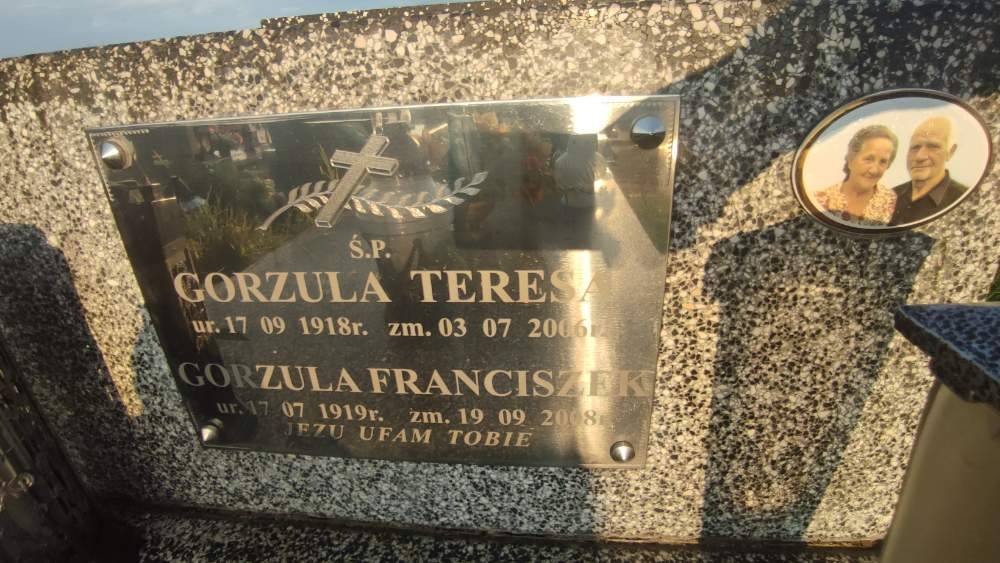 Ś.P.
GORZULA TERESA
ur. 17 09 1918r. zm. 03 07 2006r.
GORZULA FRANCISZEK
ur. 17 07 1919r. zm. 19 09 2008r.
JEZU UFAM TOBIE